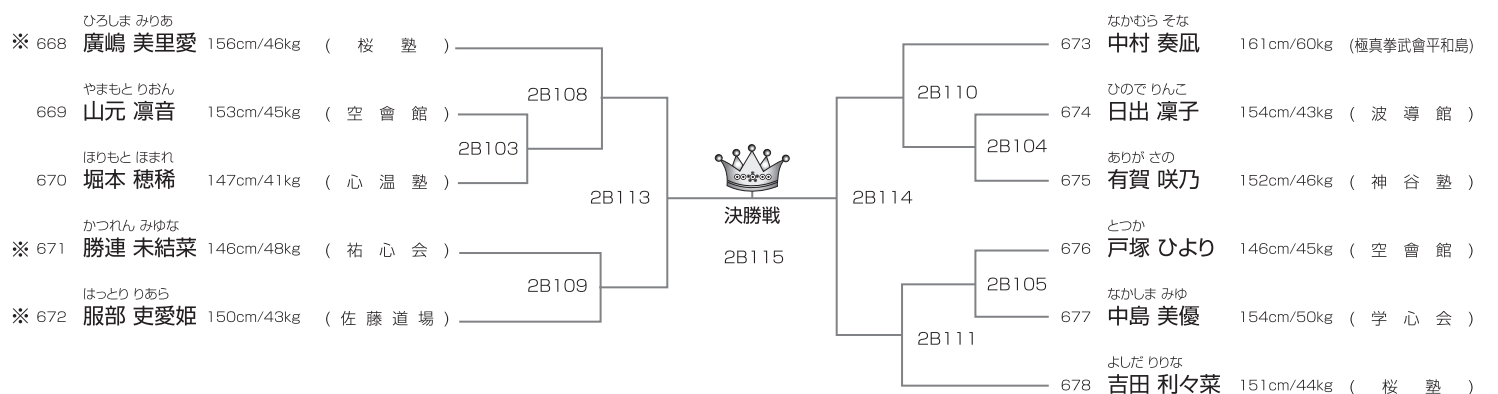 ひろしま みりあ
※ 668 廣嶋 美里愛 156cm/46kg ( 桜 塾 )
やまもと りおん
669 山元 凛音 153cm/45kg ( 空 會 館 )
ほりもと ほまれ
670 堀本 穂稀 147cm/41kg ( 心 温 塾 )
かつれん みゆな
※ 671 勝連 未結菜 146cm/48kg ( 祐 心 会 )
はっとり りあら
※ 672 服部 吏愛姫 150cm/43kg ( 佐 藤 道 場 )
2B108
2B103
2B113
2B109
決勝戦
2B115
2B110
2B104
2B114
2B105
2B111
なかむら そな
673 中村 奏凪 161cm/60kg (極真拳武會平和島)
ひので りんこ
674 日出 凜子 154cm/43kg ( 波 導 館 )
ありが さの
675 有賀 咲乃 152cm/46kg ( 神 谷 塾 )
とつか
676 戸塚 ひより 146cm/45kg ( 空 會 館 )
なかしま みゆ
677 中島 美優 154cm/50kg ( 学 心 会 )
よしだ りりな
678 吉田 利々菜 151cm/44kg ( 桜 塾 )